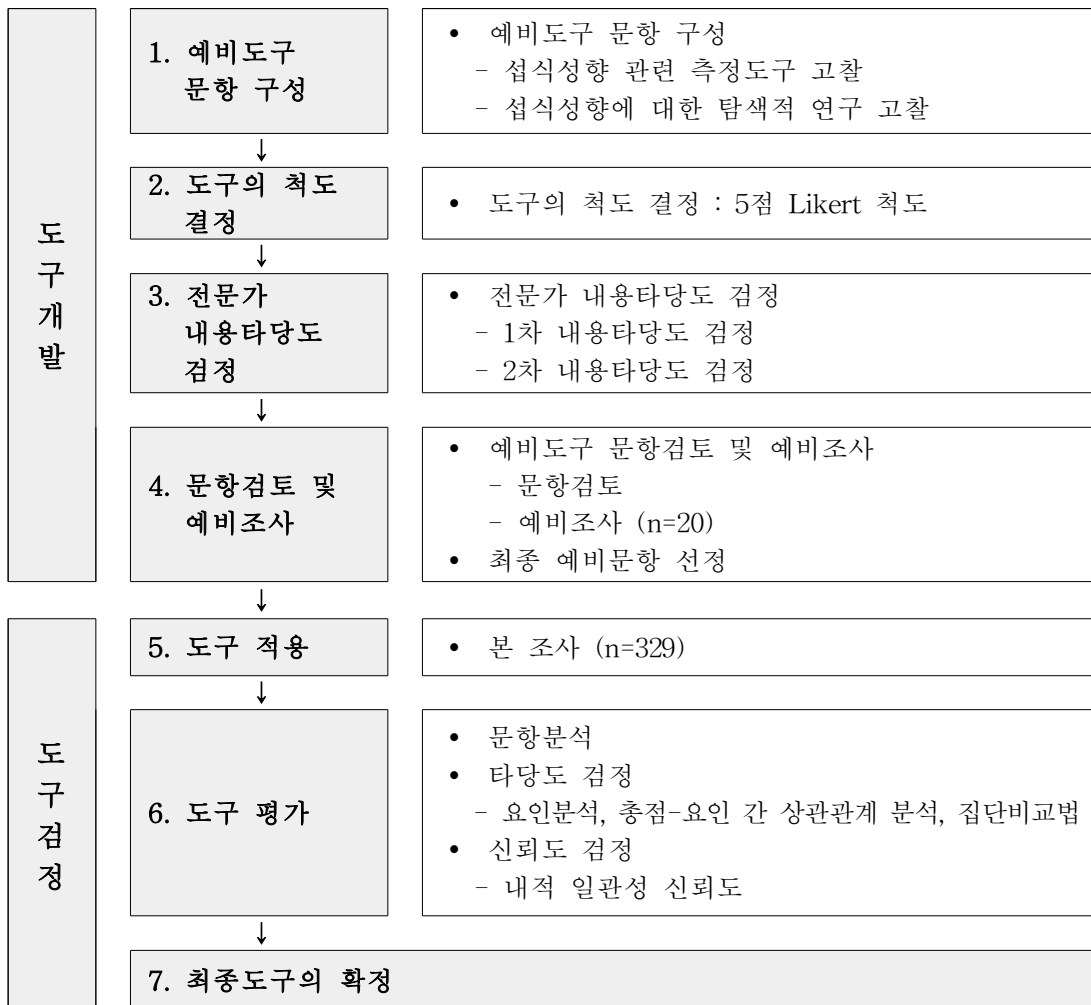 도구개발
1. 예비도구
문항 구성
• 예비도구 문항 구성
- 섭식성향 관련 측정도구 고찰
- 섭식성향에 대한 탐색적 연구 고찰
↓
2. 도구의 척도
결정
• 도구의 척도 결정 : 5점 Likert 척도
↓
3. 전문가
내용타당도
검정
• 전문가 내용타당도 검정
- 1차 내용타당도 검정
- 2차 내용타당도 검정
↓
4. 문항검토 및
예비조사
• 예비도구 문항검토 및 예비조사
- 문항검토
- 예비조사 (n=20)
• 최종 예비문항 선정
↓
도구검정
5. 도구 적용
• 본 조사 (n=329)
↓
6. 도구 평가
• 문항분석
• 타당도 검정
- 요인분석, 총점-요인 간 상관관계 분석, 집단비교법
• 신뢰도 검정
- 내적 일관성 신뢰도
↓
7. 최종도구의 확정